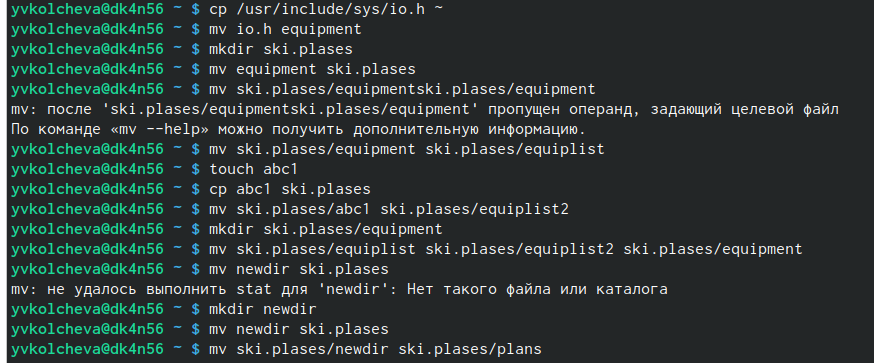 yvkolcheva@dk4n56 ~ $ cp /usr/include/sys/io.h ~
yvkolcheva@dk4n56 ~ $ mv io.h equipment
yvkolcheva@dk4n56 ~ $ mkdir ski.plases
yvkolcheva@dk4n56 ~ $ mv equipment ski.plases
yvkolcheva@dk4n56 ~ $ mv ski.plases/equipmentski.plases/equipment
mv: после 'ski.plases/equipmentski.plases/equipment' пропущен операнд, задающий целевой файл
По команде «mv --help» можно получить дополнительную информацию.
yvkolcheva@dk4n56 ~ $ mv ski.plases/equipment ski.plases/equiplist
yvkolcheva@dk4n56 ~ $ touch abc1
yvkolcheva@dk4n56 ~ $ cp abc1 ski.plases
yvkolcheva@dk4n56 ~ $ mv ski.plases/abc1 ski.plases/equiplist2
yvkolcheva@dk4n56 ~ $ mkdir ski.plases/equipment
yvkolcheva@dk4n56 ~ $ mv ski.plases/equiplist ski.plases/equiplist2 ski.plases/equipment
yvkolcheva@dk4n56 ~ $ mv newdir ski.plases
mv: не удалось выполнить stat для 'newdir': Нет такого файла или каталога
yvkolcheva@dk4n56 ~ $ mkdir newdir
yvkolcheva@dk4n56 ~ $ mv newdir ski.plases
yvkolcheva@dk4n56 ~ $ mv ski.plases/newdir ski.plases/plans